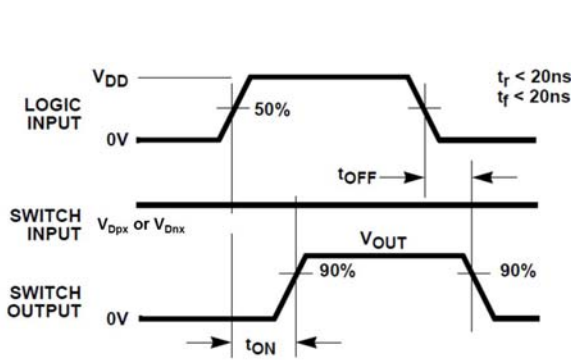 VDD
LOGIC
INPUT
50%
0V
tr < 20ns
tf < 20ns
tOFF
SWITCH
INPUT
VDpx or VDnx
VOUT
90%
90%
SWITCH
OUTPUT
0V
tON